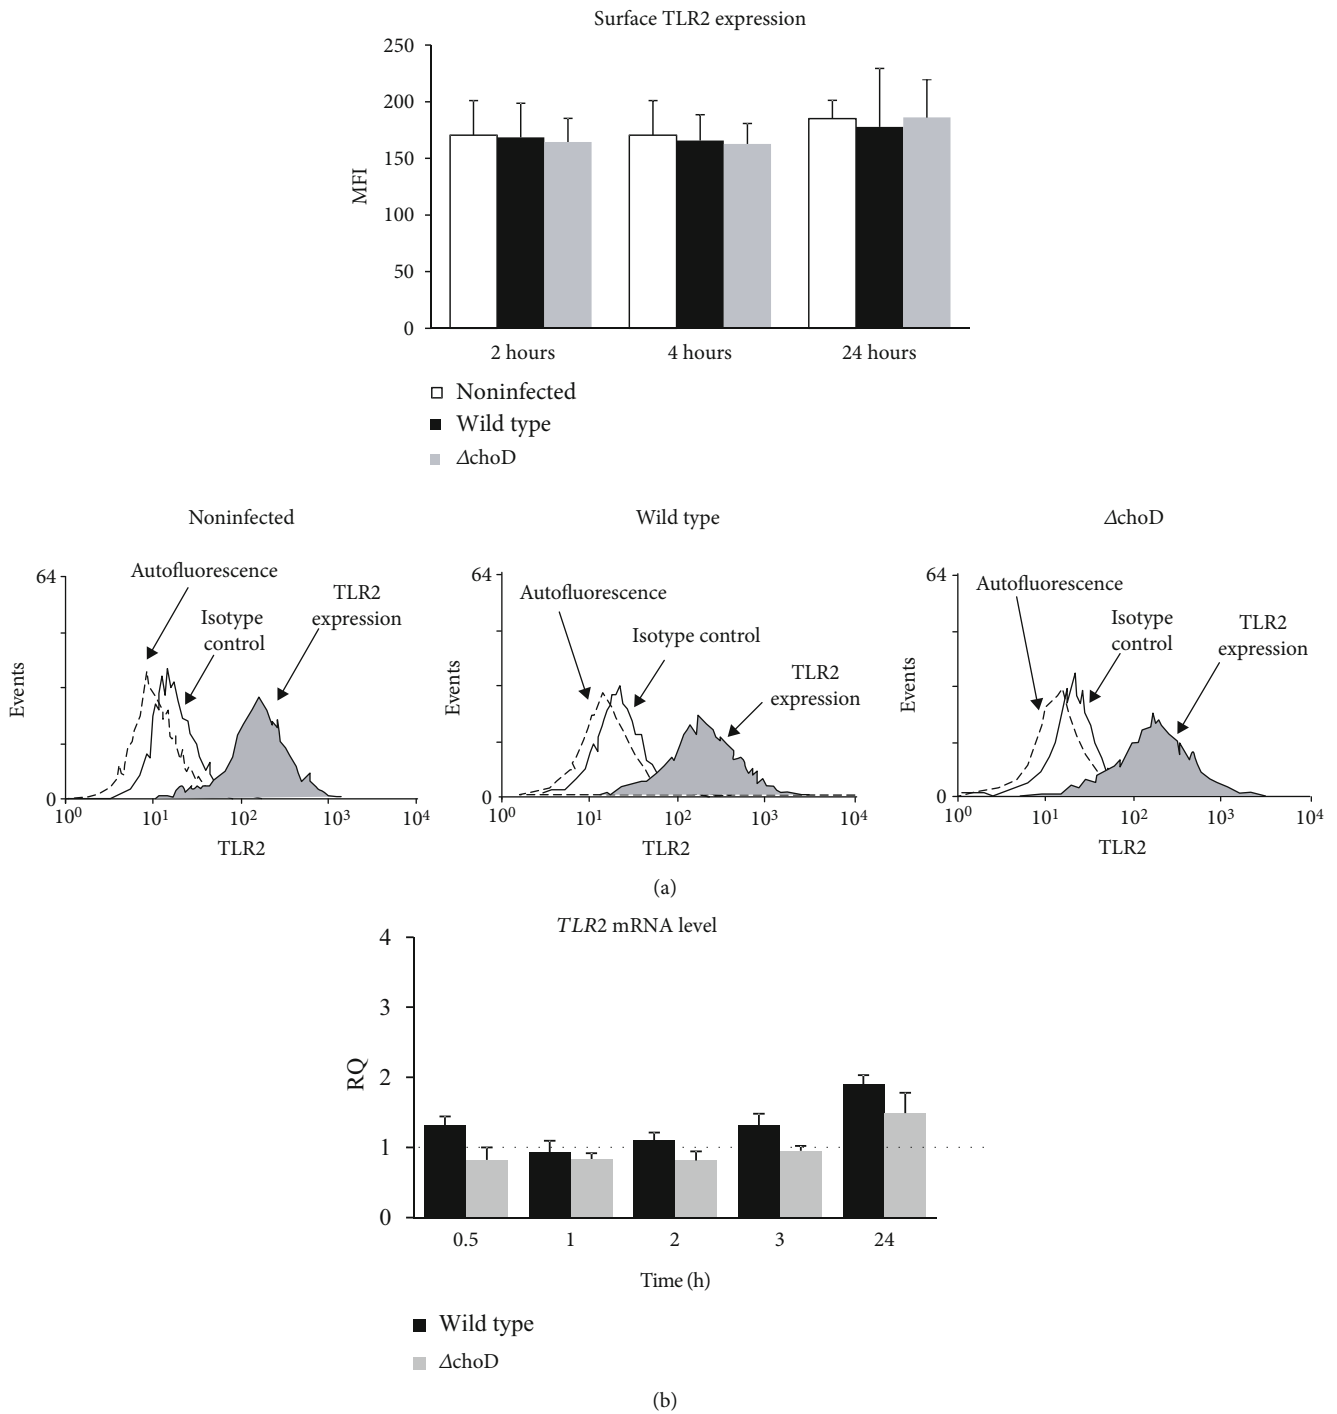 Surface TLR2 expression
250
200
150
100
50
0
MFI
2 hours
4 hours
24 hours
Noninfected
Wild type
ΔchoD
Noninfected
64
0
Events
Autofluorescence
Isotype
control
TLR2
expression
10⁰
10¹
10²
10³
10⁴
TLR2
Wild type
64
0
Events
Autofluorescence
Isotype control
TLR2
expression
10⁰
10¹
10²
10³
10⁴
TLR2
ΔchoD
64
0
Events
Autofluorescence
Isotype
control
TLR2
expression
10⁰
10¹
10²
10³
10⁴
TLR2
(a)
TLR2 mRNA level
4
3
2
1
0
RQ
0.5
1
2
3
24
Time (h)
Wild type
ΔchoD
(b)